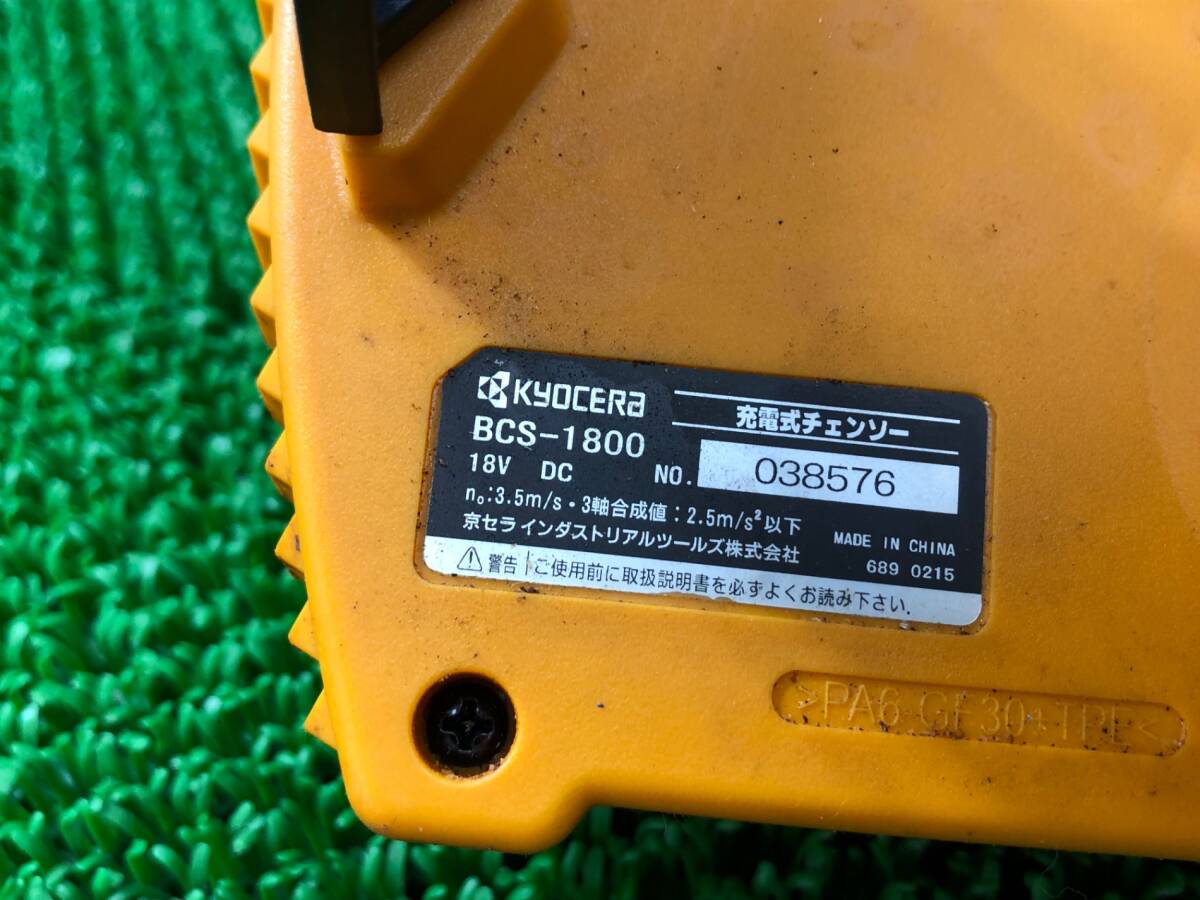 KYOCERA
充電式チェンソー
BCS-1800
18V DC NO. 038576
n₀:3.5m/s・3軸合成値:2.5m/s²以下
京セラインダストリアルツールズ株式会社
MADE IN CHINA
689 0215
⚠警告 ご使用前に取扱説明書を必ずよくお読み下さい.
>PA6-GF30+TPE<